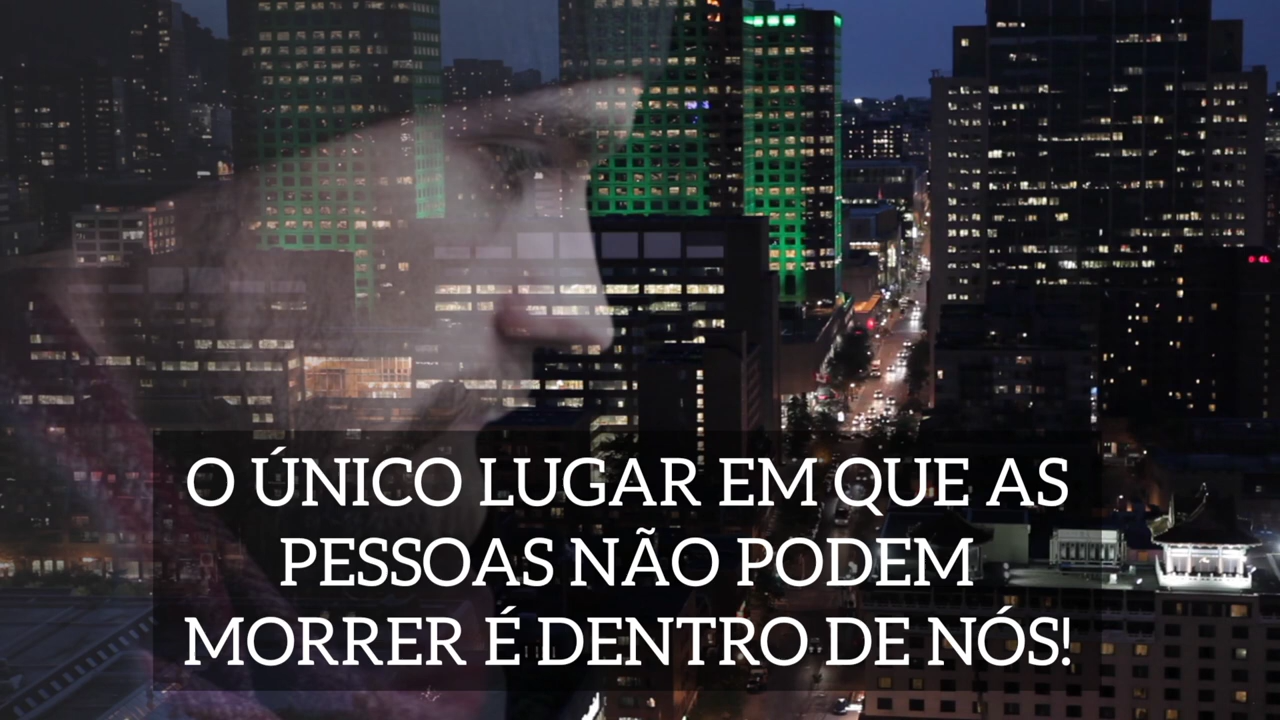 O ÚNICO LUGAR EM QUE AS
PESSOAS NÃO PODEM
MORRER É DENTRO DE NÓS!